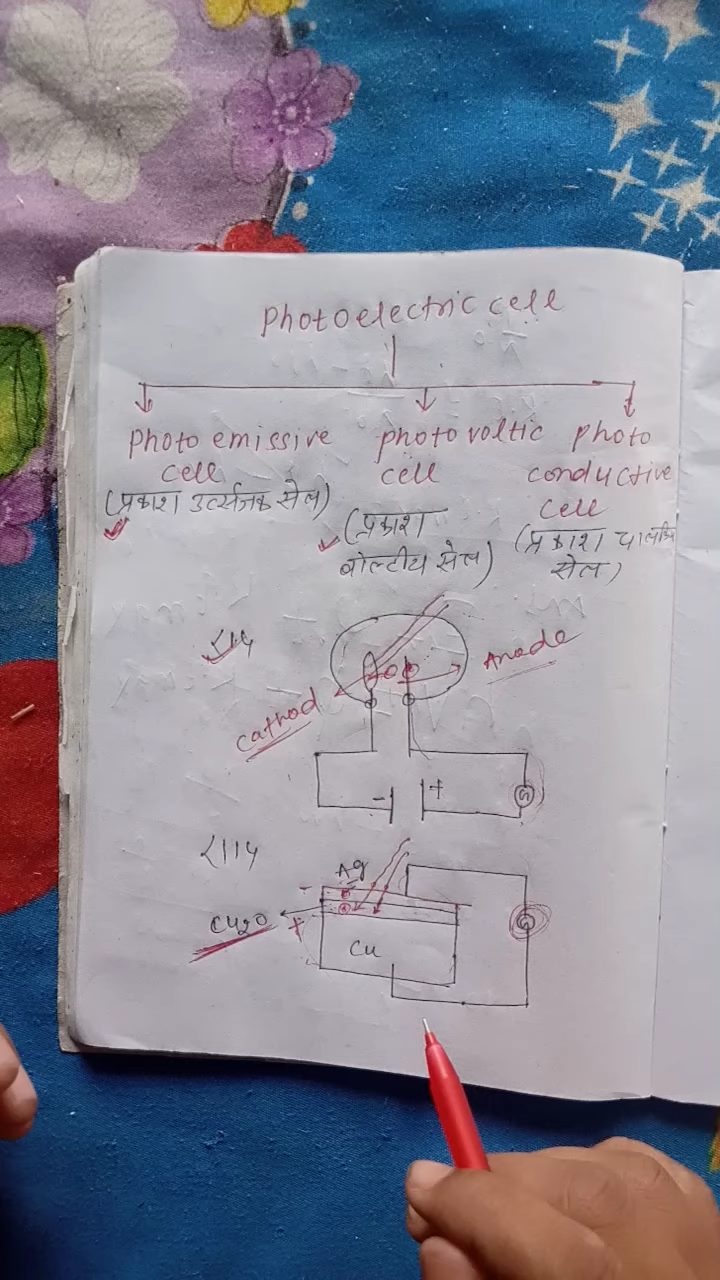 Photoelectric cell
Photo emissive
cell
(प्रकाश उत्सर्जक सेल)
photo voltic
cell
(प्रकाश
वोल्टीय सेल)
photo
conductive
cell
(प्रकाश चालकीय
सेल)
Anode
Cathod
- +
G
Ag
-
Cu2O
+
G
Cu